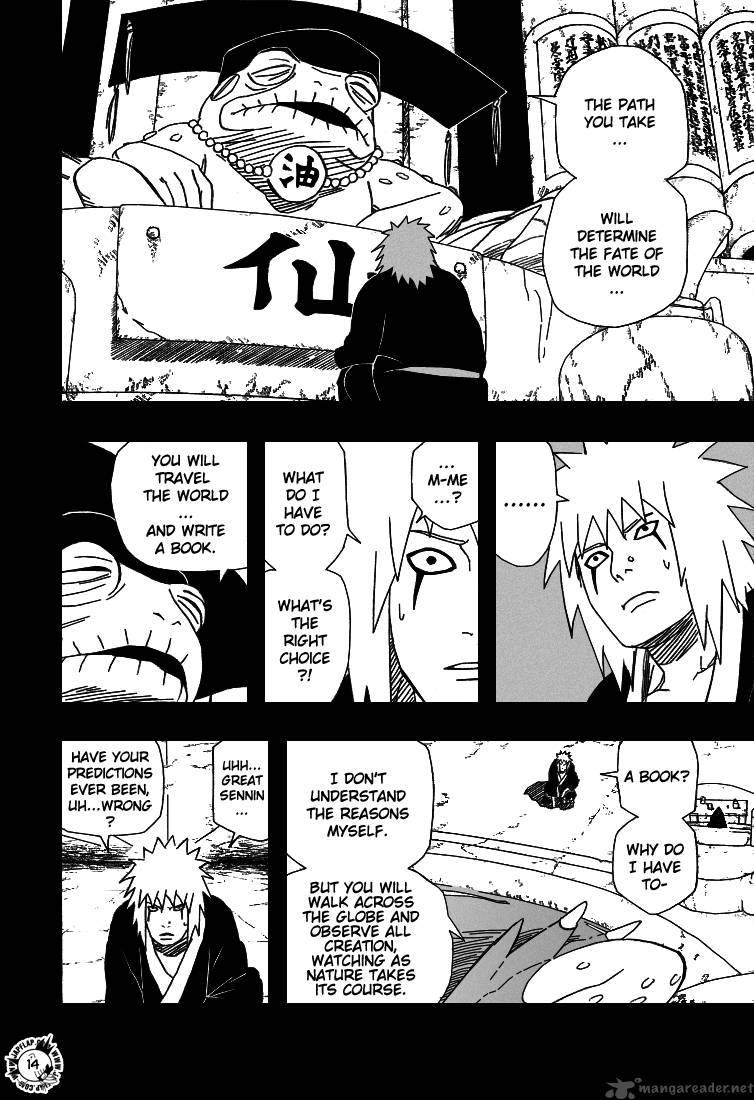 THE PATH
YOU TAKE
...
WILL
DETERMINE
THE FATE OF
THE WORLD
...
油
仙
......
...
M-ME
...?
WHAT
DO I
HAVE
TO DO?
WHAT'S
THE
RIGHT
CHOICE
?!
YOU WILL
TRAVEL
THE WORLD
...
AND WRITE
A BOOK.
A BOOK?
WHY DO
I HAVE
TO-
I DON'T
UNDERSTAND
THE REASONS
MYSELF.
BUT YOU WILL
WALK ACROSS
THE GLOBE AND
OBSERVE ALL
CREATION,
WATCHING AS
NATURE TAKES
ITS COURSE.
UHH...
GREAT
SENNIN
...
HAVE YOUR
PREDICTIONS
EVER BEEN,
UH...WRONG
?
14
mangareader.net